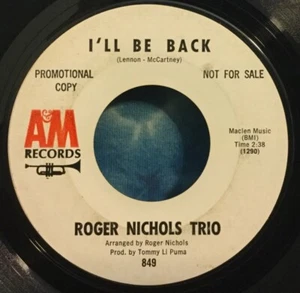 I'LL BE BACK
(Lennon - McCartney)
PROMOTIONAL
COPY
NOT FOR SALE
A&M
RECORDS
Maclen Music
(BMI)
Time 2:38
(1290)
ROGER NICHOLS TRIO
Arranged by Roger Nichols
Prod. by Tommy Li Puma
849